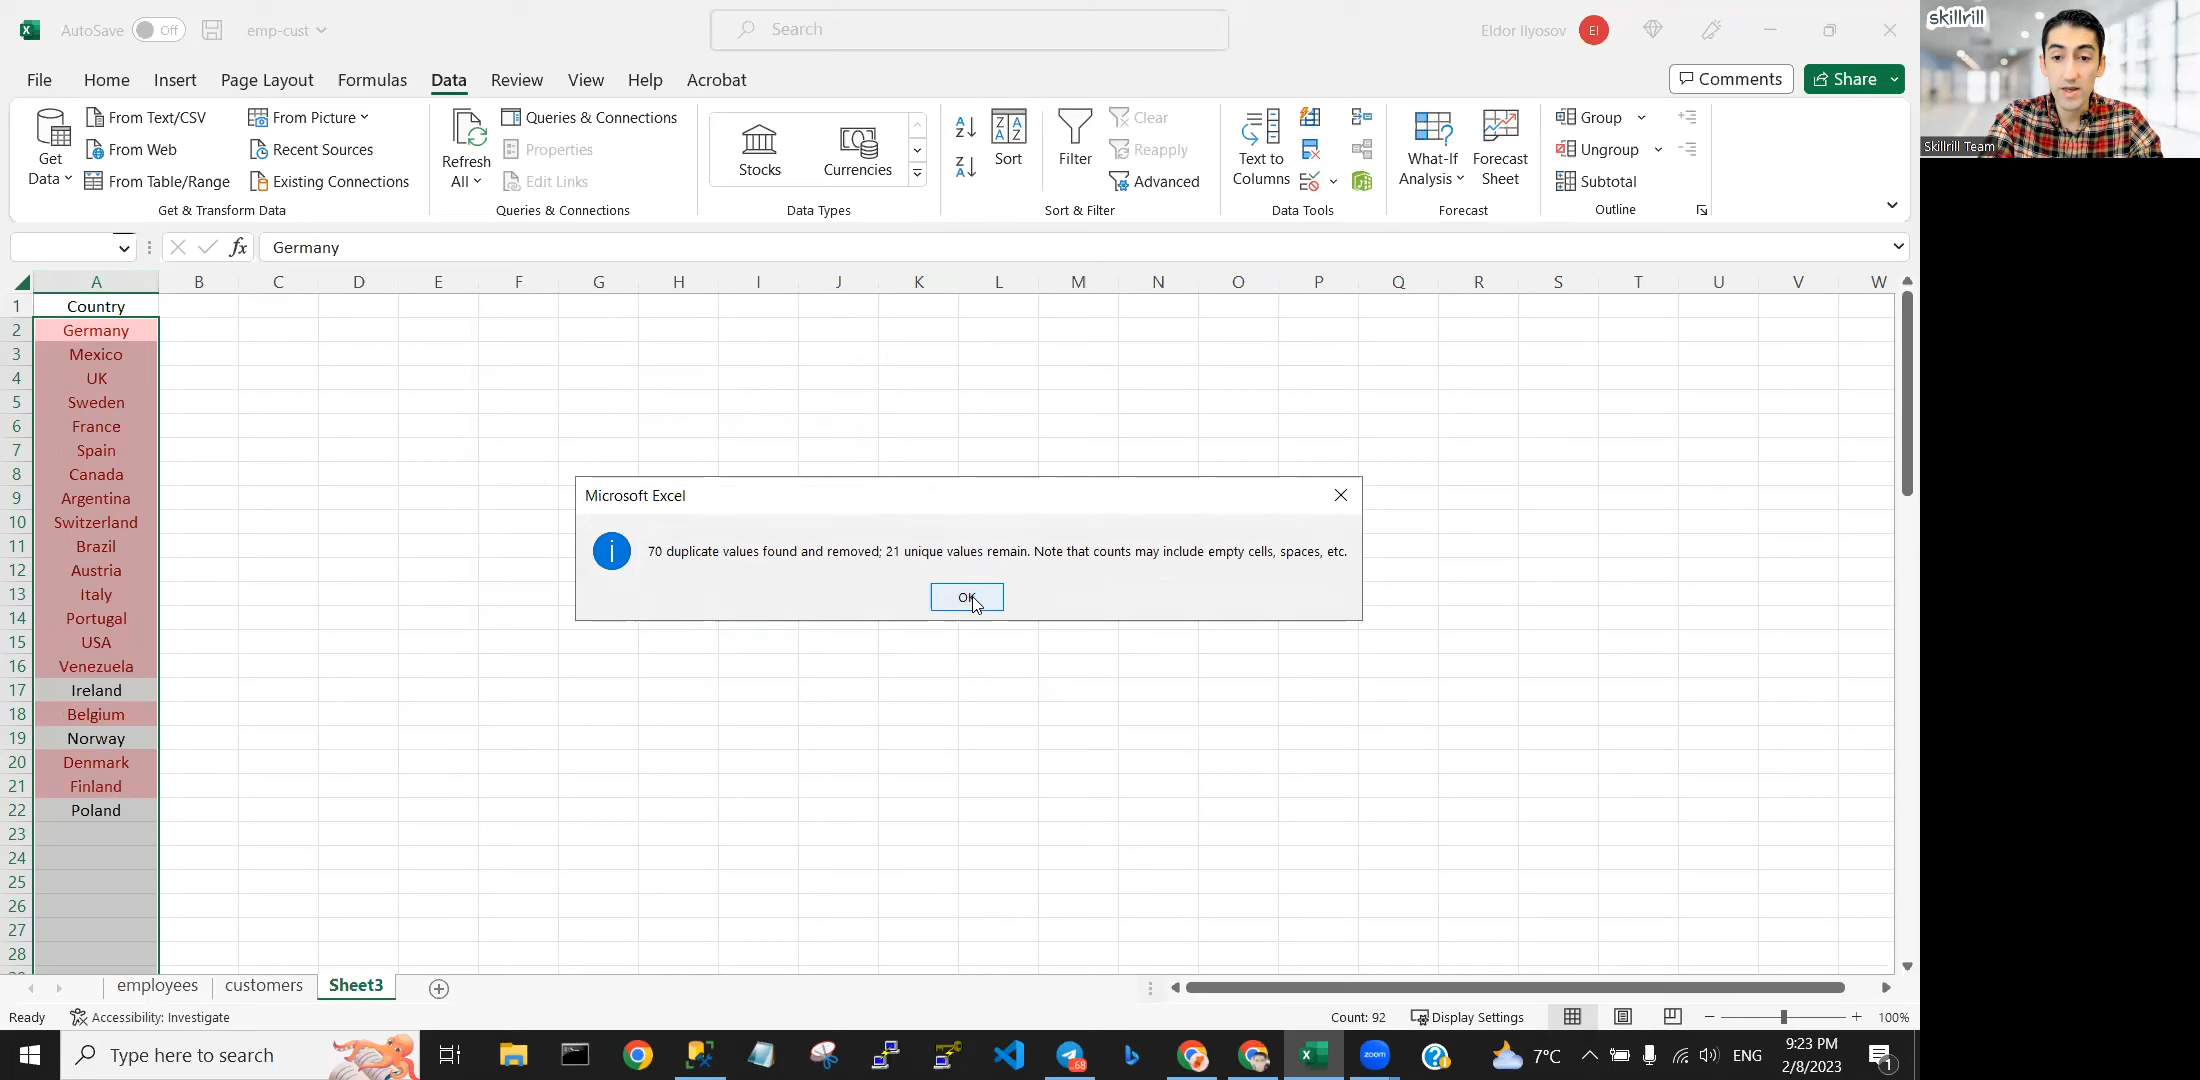 AutoSave Off emp-cust Search Eldor Ilyosov EI
skillrill
Skillrill Team
File Home Insert Page Layout Formulas Data Review View Help Acrobat Comments Share
Get Data
From Text/CSV
From Web
From Table/Range
From Picture
Recent Sources
Existing Connections
Get & Transform Data
Refresh All
Queries & Connections
Properties
Edit Links
Queries & Connections
Stocks Currencies
Data Types
Sort
Filter
Clear
Reapply
Advanced
Sort & Filter
Text to Columns
Data Tools
What-If Analysis
Forecast Sheet
Forecast
Group
Ungroup
Subtotal
Outline
fx Germany
A B C D E F G H I J K L M N O P Q R S T U V W
1 Country
2 Germany
3 Mexico
4 UK
5 Sweden
6 France
7 Spain
8 Canada
9 Argentina
10 Switzerland
11 Brazil
12 Austria
13 Italy
14 Portugal
15 USA
16 Venezuela
17 Ireland
18 Belgium
19 Norway
20 Denmark
21 Finland
22 Poland
23
24
25
26
27
28
Microsoft Excel
70 duplicate values found and removed; 21 unique values remain. Note that counts may include empty cells, spaces, etc.
OK
employees customers Sheet3
Ready Accessibility: Investigate Count: 92 Display Settings 100%
Type here to search
zoom
7°C ENG
9:23 PM
2/8/2023
1